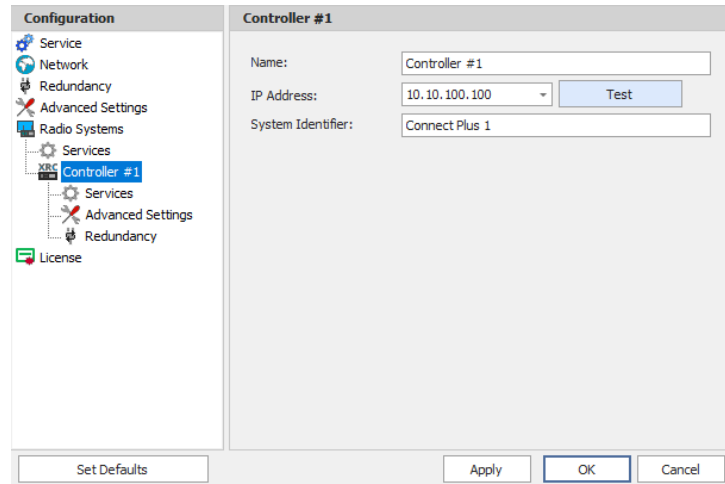 Configuration
Service
Network
Redundancy
Advanced Settings
Radio Systems
Services
XRC Controller #1
Services
Advanced Settings
Redundancy
License
Controller #1
Name: Controller #1
IP Address: 10.10.100.100 Test
System Identifier: Connect Plus 1
Set Defaults Apply OK Cancel